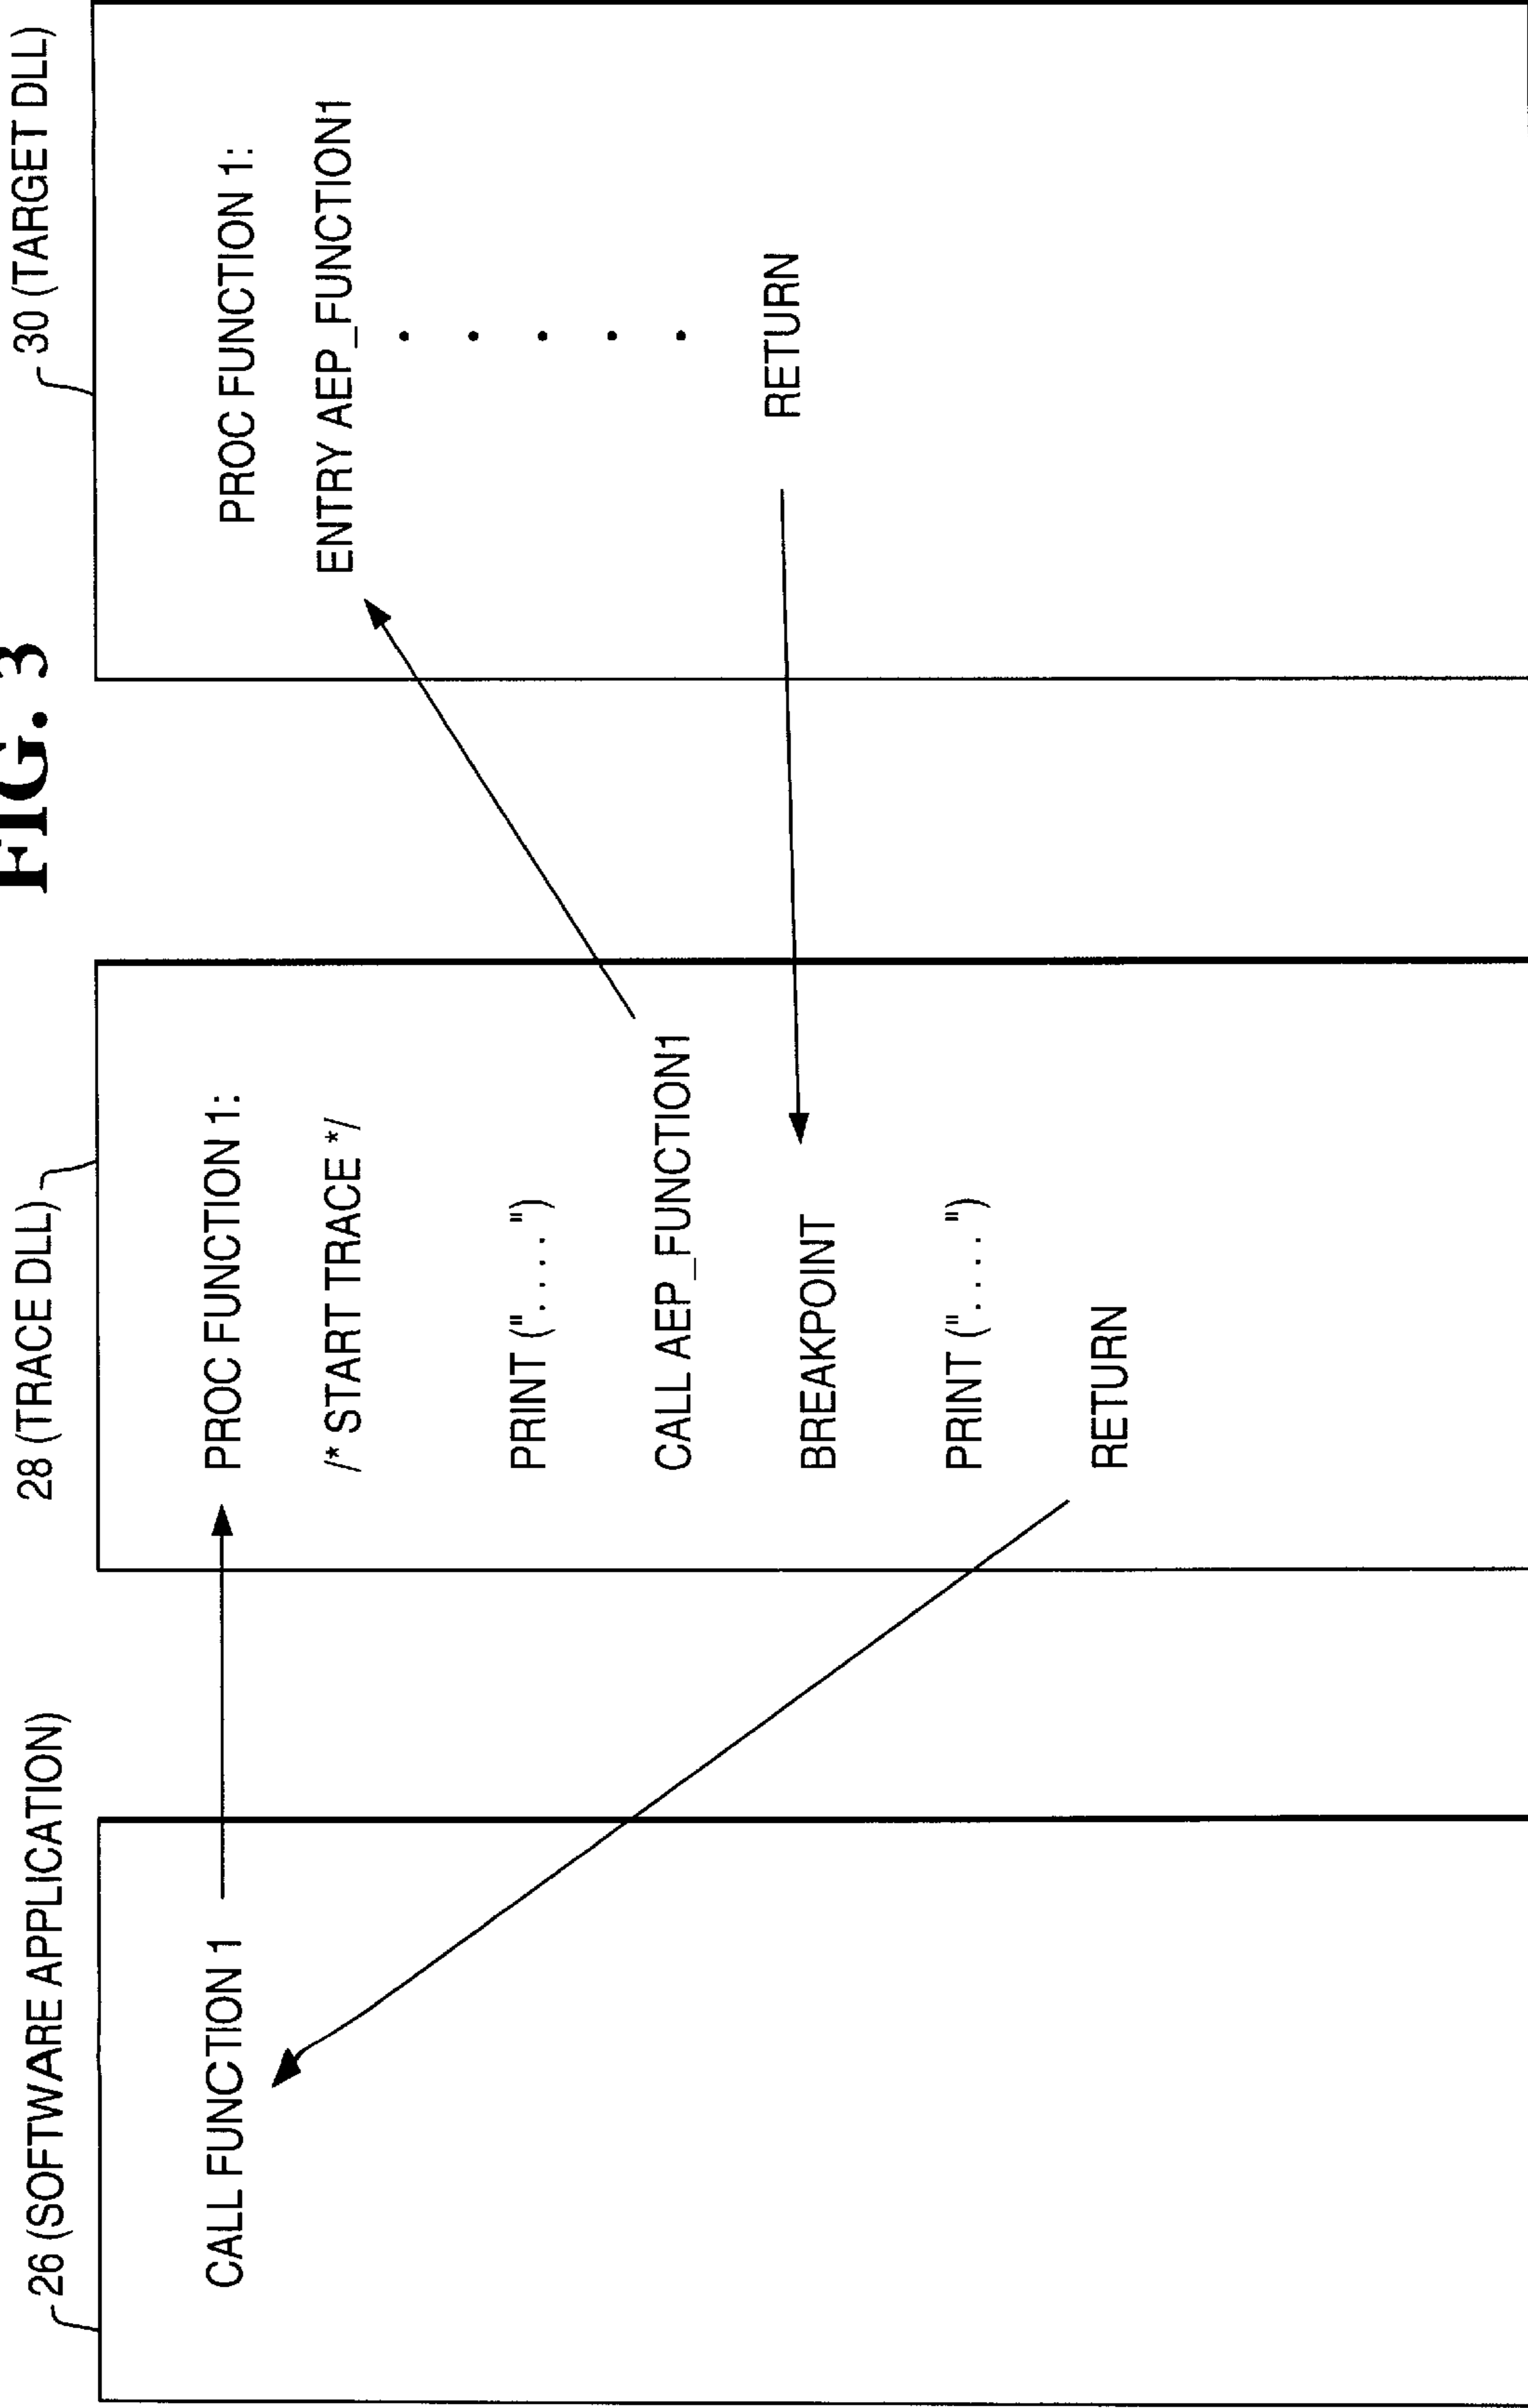 FIG. 3
26 (SOFTWARE APPLICATION)
CALL FUNCTION 1
28 (TRACE DLL)
PROC FUNCTION 1:
/* START TRACE */
PRINT (". . . . ")
CALL AEP_FUNCTION1
BREAKPOINT
PRINT (". . . . ")
RETURN
30 (TARGET DLL)
PROC FUNCTION 1:
ENTRY AEP_FUNCTION1
. . . . .
RETURN